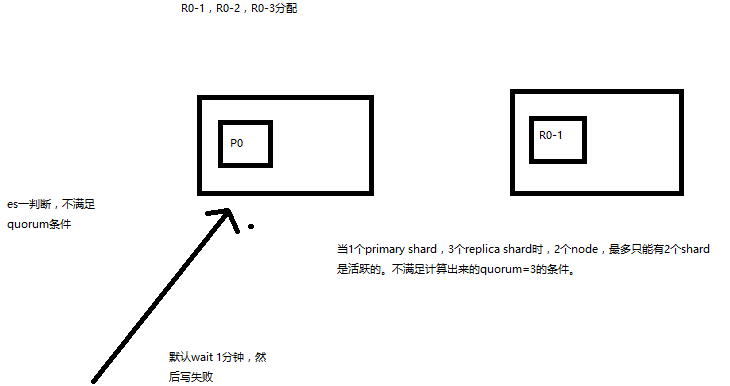 R0-1，R0-2，R0-3分配
P0
R0-1
es一判断，不满足
quorum条件
当1个primary shard，3个replica shard时，2个node，最多只能有2个shard
是活跃的。不满足计算出来的quorum=3的条件。
默认wait 1分钟，然
后写失败